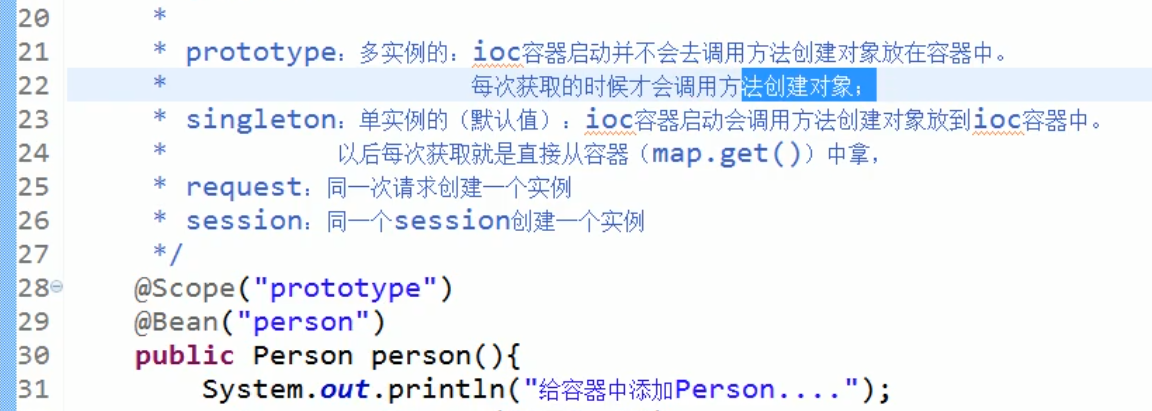 20 *
21 * prototype：多实例的：ioc容器启动并不会去调用方法创建对象放在容器中。
22 * 每次获取的时候才会调用方法创建对象；
23 * singleton：单实例的（默认值）：ioc容器启动会调用方法创建对象放到ioc容器中。
24 * 以后每次获取就是直接从容器（map.get()）中拿，
25 * request：同一次请求创建一个实例
26 * session：同一个session创建一个实例
27 */
28 @Scope("prototype")
29 @Bean("person")
30 public Person person(){
31 System.out.println("给容器中添加Person....");